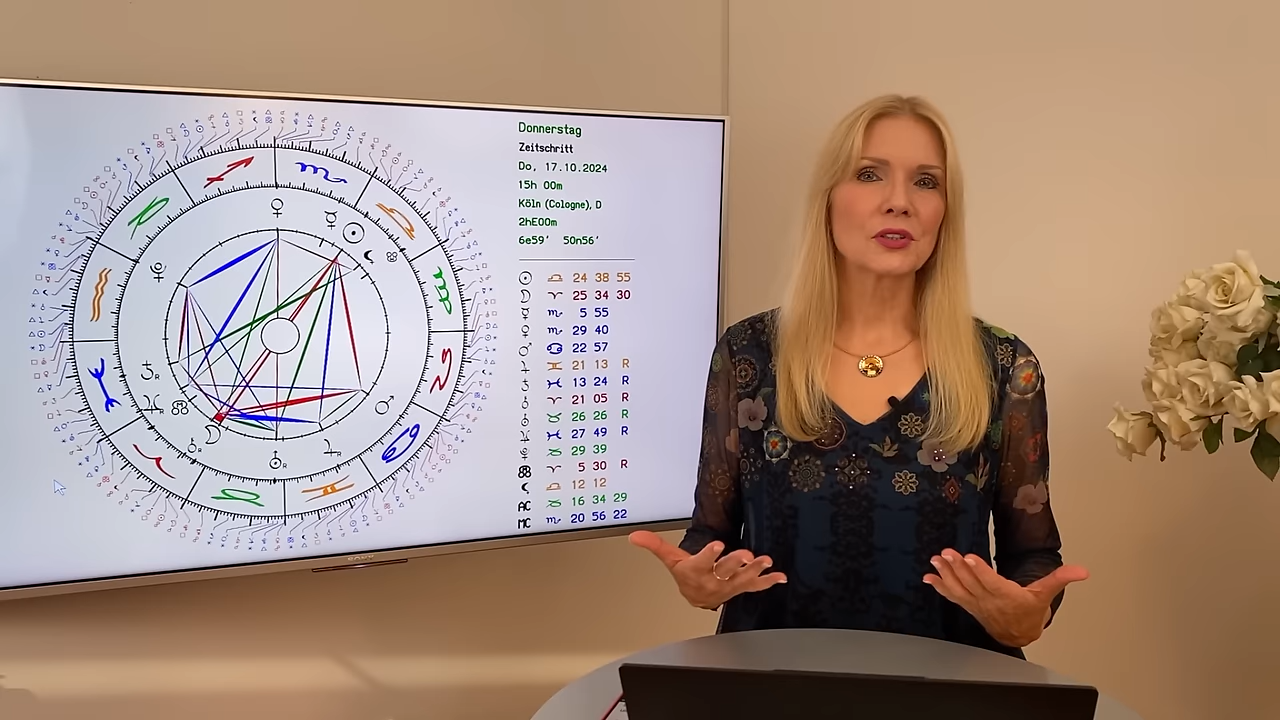 Donnerstag
Zeitschritt
Do, 17.10.2024
15h 00m
Köln (Cologne), D
2hE00m
6e59' 50n56'
☉ ♎ 24 38 55
☽ ♈ 25 34 30
☿ ♏ 5 55
♀ ♏ 29 40
♂ ♋ 22 57
♃ ♊ 21 13 R
♄ ♓ 13 24 R
⚷ ♈ 21 05 R
♅ ♉ 26 26 R
♆ ♓ 27 49 R
♇ ♑ 29 39
☊ ♈ 5 30 R
⚸ ♎ 12 12
AC ♑ 16 34 29
MC ♏ 20 56 22
SONY